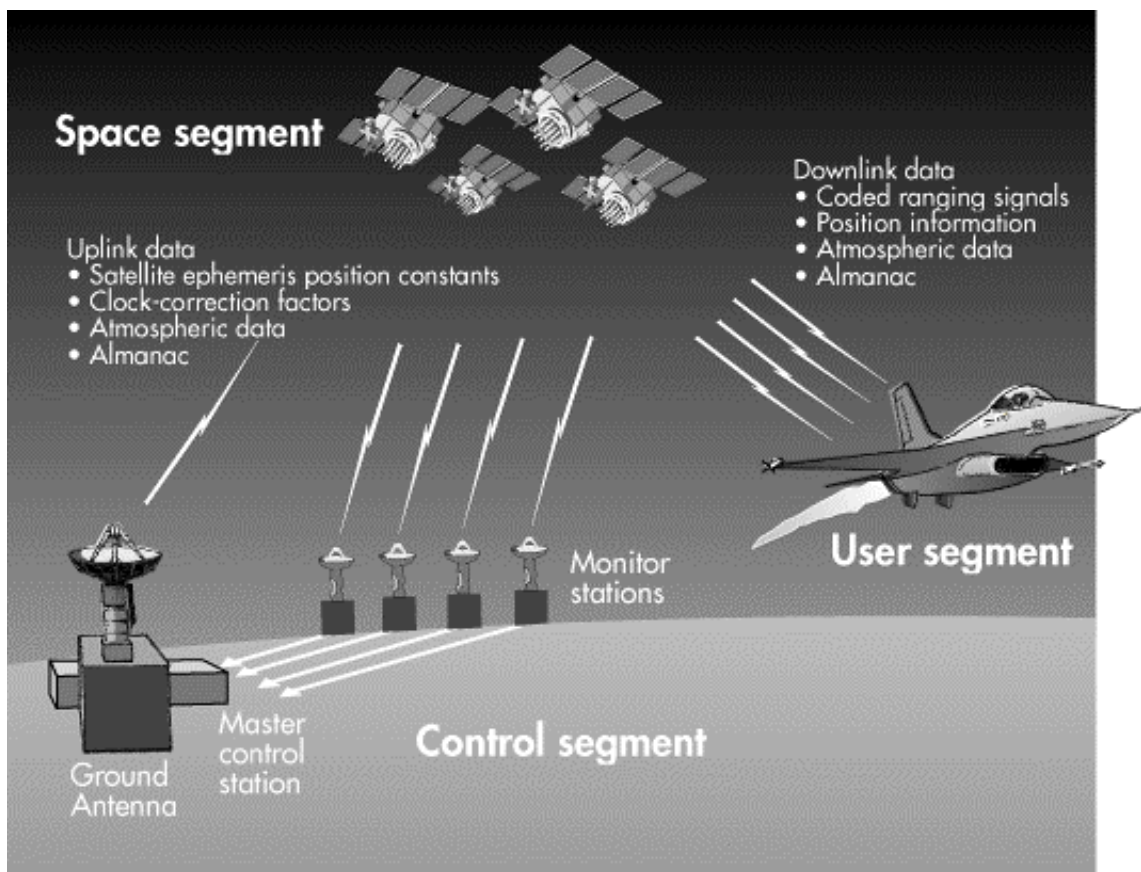 Space segment
Uplink data
• Satellite ephemeris position constants
• Clock-correction factors
• Atmospheric data
• Almanac
Downlink data
• Coded ranging signals
• Position information
• Atmospheric data
• Almanac
User segment
Monitor
stations
Master
control
station
Control segment
Ground
Antenna